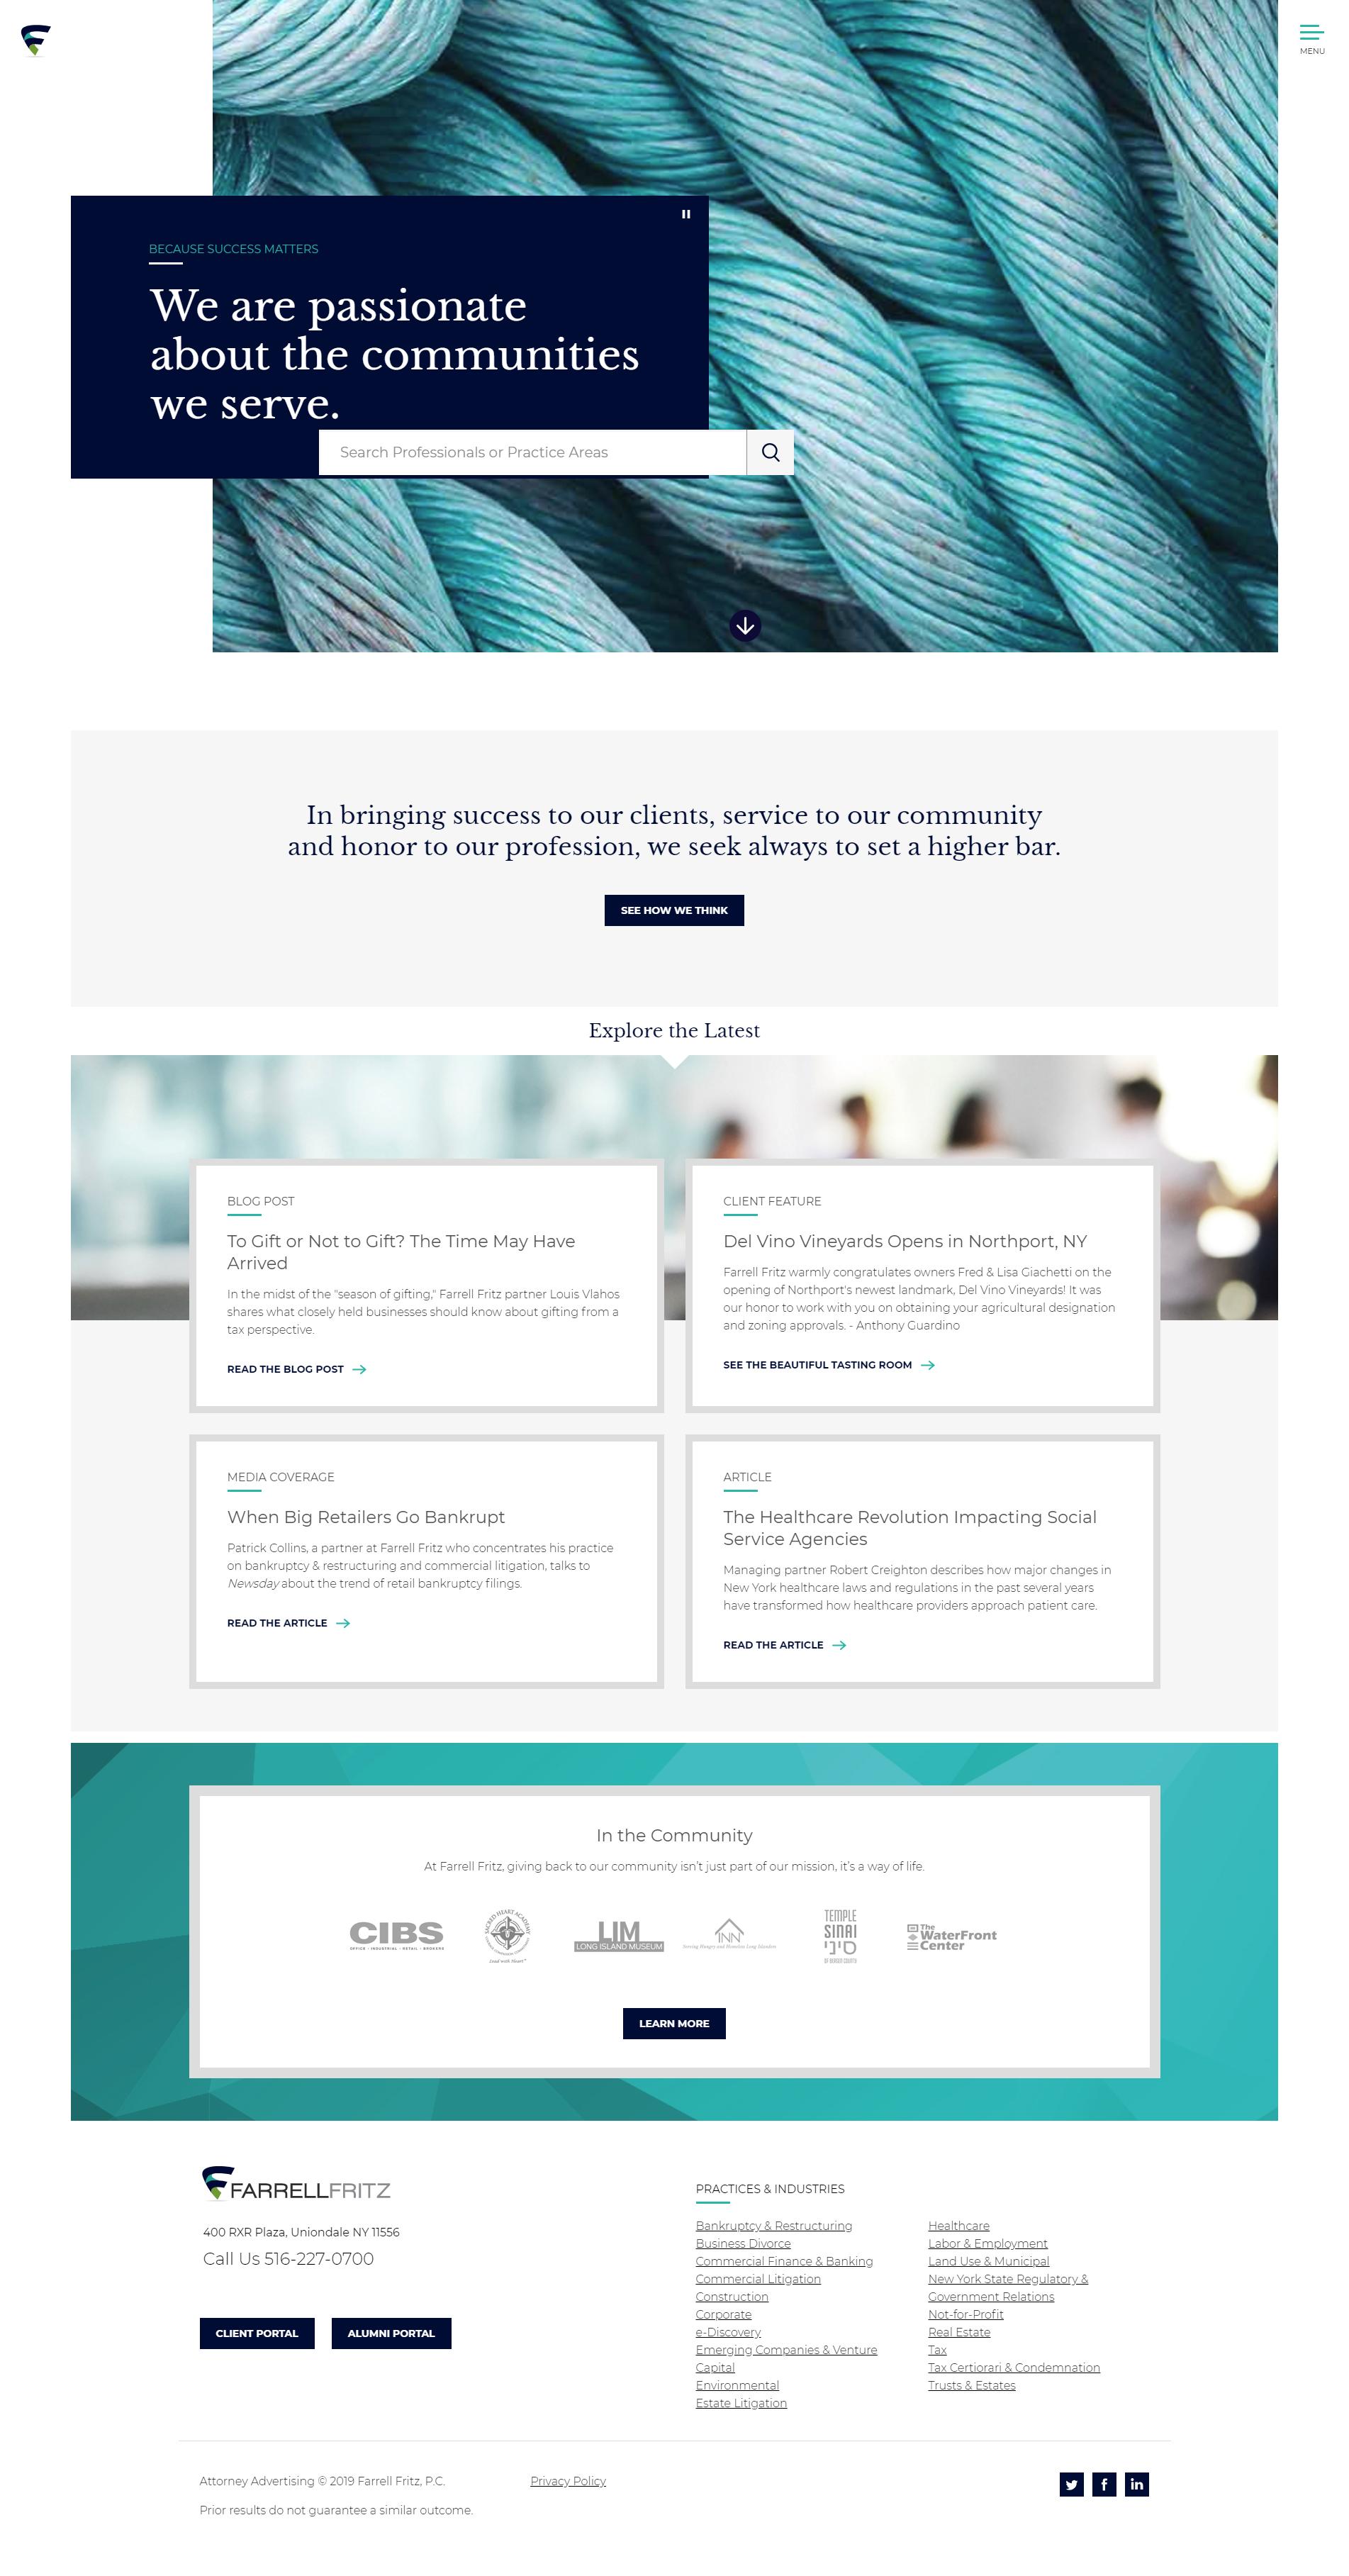 MENU
BECAUSE SUCCESS MATTERS
We are passionate
about the communities
we serve.
Search Professionals or Practice Areas
In bringing success to our clients, service to our community
and honor to our profession, we seek always to set a higher bar.
SEE HOW WE THINK
Explore the Latest
BLOG POST
To Gift or Not to Gift? The Time May Have
Arrived
In the midst of the "season of gifting," Farrell Fritz partner Louis Vlahos
shares what closely held businesses should know about gifting from a
tax perspective.
READ THE BLOG POST
CLIENT FEATURE
Del Vino Vineyards Opens in Northport, NY
Farrell Fritz warmly congratulates owners Fred & Lisa Giachetti on the
opening of Northport's newest landmark, Del Vino Vineyards! It was
our honor to work with you on obtaining your agricultural designation
and zoning approvals. - Anthony Guardino
SEE THE BEAUTIFUL TASTING ROOM
MEDIA COVERAGE
When Big Retailers Go Bankrupt
Patrick Collins, a partner at Farrell Fritz who concentrates his practice
on bankruptcy & restructuring and commercial litigation, talks to
Newsday about the trend of retail bankruptcy filings.
READ THE ARTICLE
ARTICLE
The Healthcare Revolution Impacting Social
Service Agencies
Managing partner Robert Creighton describes how major changes in
New York healthcare laws and regulations in the past several years
have transformed how healthcare providers approach patient care.
READ THE ARTICLE
In the Community
At Farrell Fritz, giving back to our community isn't just part of our mission, it's a way of life.
CIBS
OFFICE · INDUSTRIAL · RETAIL · BROKERS
SACRED HEART ACADEMY
Lead with Heart
LIM
LONG ISLAND MUSEUM
INN
Serving Hungry and Homeless Long Islanders
TEMPLE
SINAI
סיני
The
WaterFront
Center
LEARN MORE
FARRELLFRITZ
400 RXR Plaza, Uniondale NY 11556
Call Us 516-227-0700
CLIENT PORTAL
ALUMNI PORTAL
PRACTICES & INDUSTRIES
Bankruptcy & Restructuring
Business Divorce
Commercial Finance & Banking
Commercial Litigation
Construction
Corporate
e-Discovery
Emerging Companies & Venture
Capital
Environmental
Estate Litigation
Healthcare
Labor & Employment
Land Use & Municipal
New York State Regulatory &
Government Relations
Not-for-Profit
Real Estate
Tax
Tax Certiorari & Condemnation
Trusts & Estates
Attorney Advertising © 2019 Farrell Fritz, P.C.
Privacy Policy
Prior results do not guarantee a similar outcome.